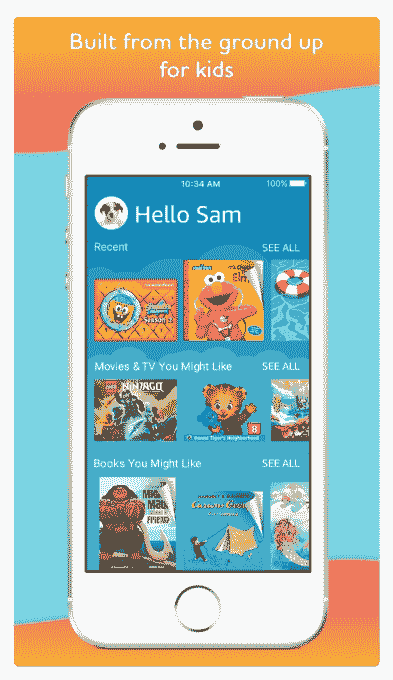 Built from the ground up
for kids
10:34 AM
100%
Hello Sam
Recent
SEE ALL
Season
Movies & TV You Might Like
SEE ALL
NINJAGO
Daniel Tiger's Neighborhood
Books You Might Like
SEE ALL